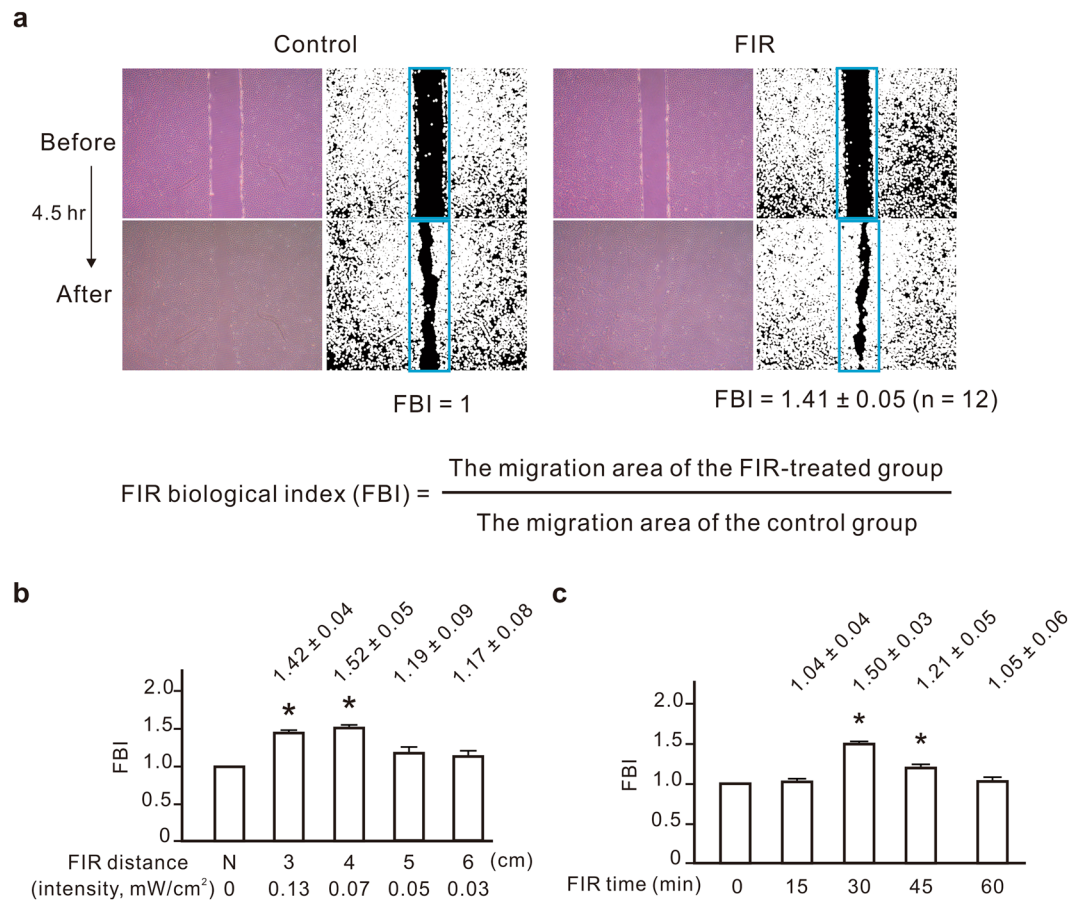 a
Control
FIR
Before
4.5 hr
After
FBI = 1
FBI = 1.41 ± 0.05 (n = 12)
FIR biological index (FBI) =
The migration area of the FIR-treated group
The migration area of the control group
b
1.42 ± 0.04
1.52 ± 0.05
1.19 ± 0.09
1.17 ± 0.08
FBI
2.0
1.5
1.0
0.5
0
* *
FIR distance N 3 4 5 6 (cm)
(intensity, mW/cm²) 0 0.13 0.07 0.05 0.03
c
1.04 ± 0.04
1.50 ± 0.03
1.21 ± 0.05
1.05 ± 0.06
FBI
2.0
1.5
1.0
0.5
0
* *
FIR time (min) 0 15 30 45 60